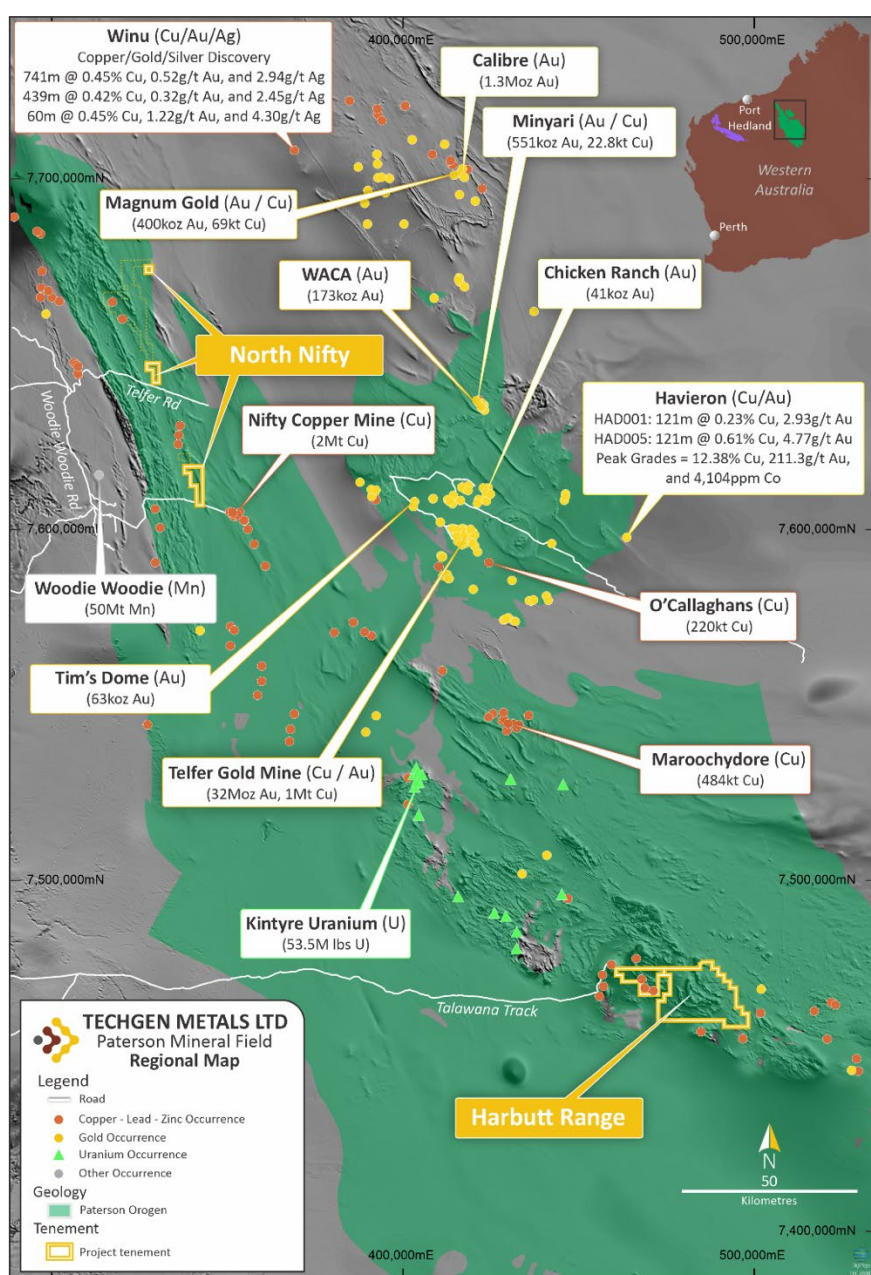 Winu (Cu/Au/Ag)
Copper/Gold/Silver Discovery
741m @ 0.45% Cu, 0.52g/t Au, and 2.94g/t Ag
439m @ 0.42% Cu, 0.32g/t Au, and 2.45g/t Ag
60m @ 0.45% Cu, 1.22g/t Au, and 4.30g/t Ag
400,000mE
500,000mE
Calibre (Au)
(1.3Moz Au)
Minyari (Au / Cu)
(551koz Au, 22.8kt Cu)
Port
Hedland
Western
Australia
Perth
7,700,000mN
7,700,000mN
Magnum Gold (Au / Cu)
(400koz Au, 69kt Cu)
WACA (Au)
(173koz Au)
Chicken Ranch (Au)
(41koz Au)
North Nifty
Telfer Rd
Woodie Woodie Rd
Nifty Copper Mine (Cu)
(2Mt Cu)
Havieron (Cu/Au)
HAD001: 121m @ 0.23% Cu, 2.93g/t Au
HAD005: 121m @ 0.61% Cu, 4.77g/t Au
Peak Grades = 12.38% Cu, 211.3g/t Au,
and 4,104ppm Co
7,600,000mN
7,600,000mN
Woodie Woodie (Mn)
(50Mt Mn)
O'Callaghans (Cu)
(220kt Cu)
Tim's Dome (Au)
(63koz Au)
Telfer Gold Mine (Cu / Au)
(32Moz Au, 1Mt Cu)
Maroochydore (Cu)
(484kt Cu)
7,500,000mN
7,500,000mN
Kintyre Uranium (U)
(53.5M lbs U)
Talawana Track
Harbutt Range
TECHGEN METALS LTD
Paterson Mineral Field
Regional Map
Legend
Road
Copper - Lead - Zinc Occurrence
Gold Occurrence
Uranium Occurrence
Other Occurrence
Geology
Paterson Orogen
Tenement
Project tenement
N
50
Kilometres
7,400,000mN
400,000mE
500,000mE